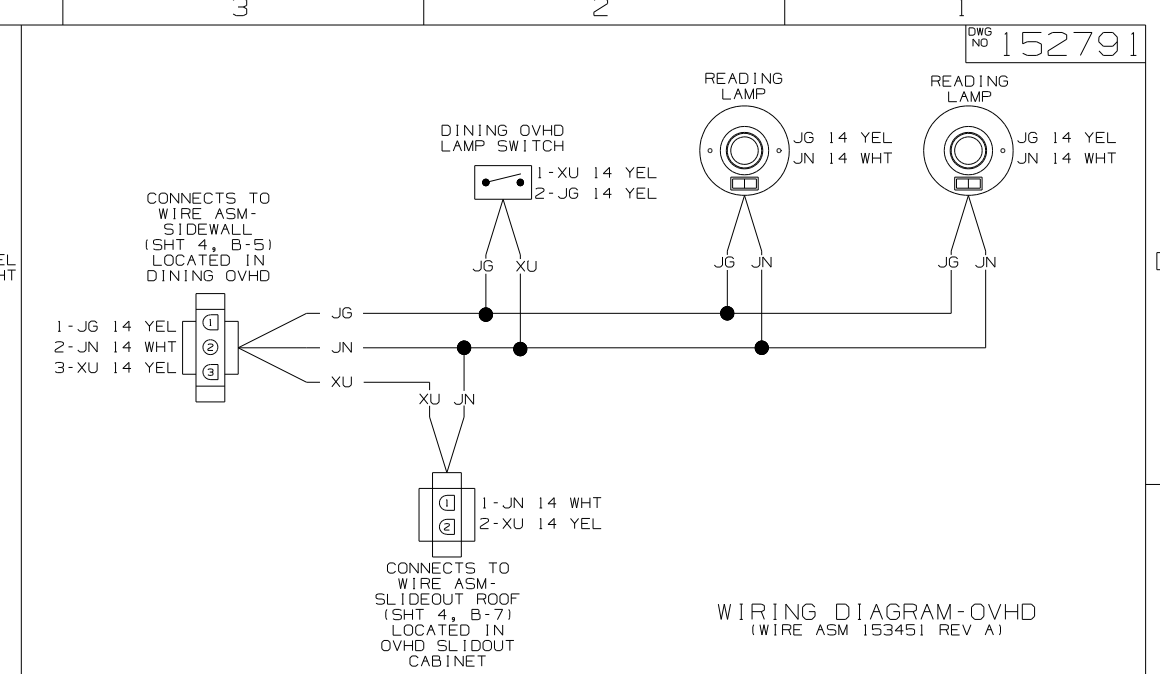 3
2
1
DWG
NO
152791
READING
LAMP
JG 14 YEL
JN 14 WHT
READING
LAMP
JG 14 YEL
JN 14 WHT
DINING OVHD
LAMP SWITCH
1-XU 14 YEL
2-JG 14 YEL
CONNECTS TO
WIRE ASM-
SIDEWALL
(SHT 4, B-5)
LOCATED IN
DINING OVHD
EL
HT
JG
XU
JG
JN
JG
JN
1-JG 14 YEL
2-JN 14 WHT
3-XU 14 YEL
1
2
3
JG
JN
XU
XU
JN
1
2
1-JN 14 WHT
2-XU 14 YEL
CONNECTS TO
WIRE ASM-
SLIDEOUT ROOF
(SHT 4, B-7)
LOCATED IN
OVHD SLIDOUT
CABINET
WIRING DIAGRAM-OVHD
(WIRE ASM 153451 REV A)